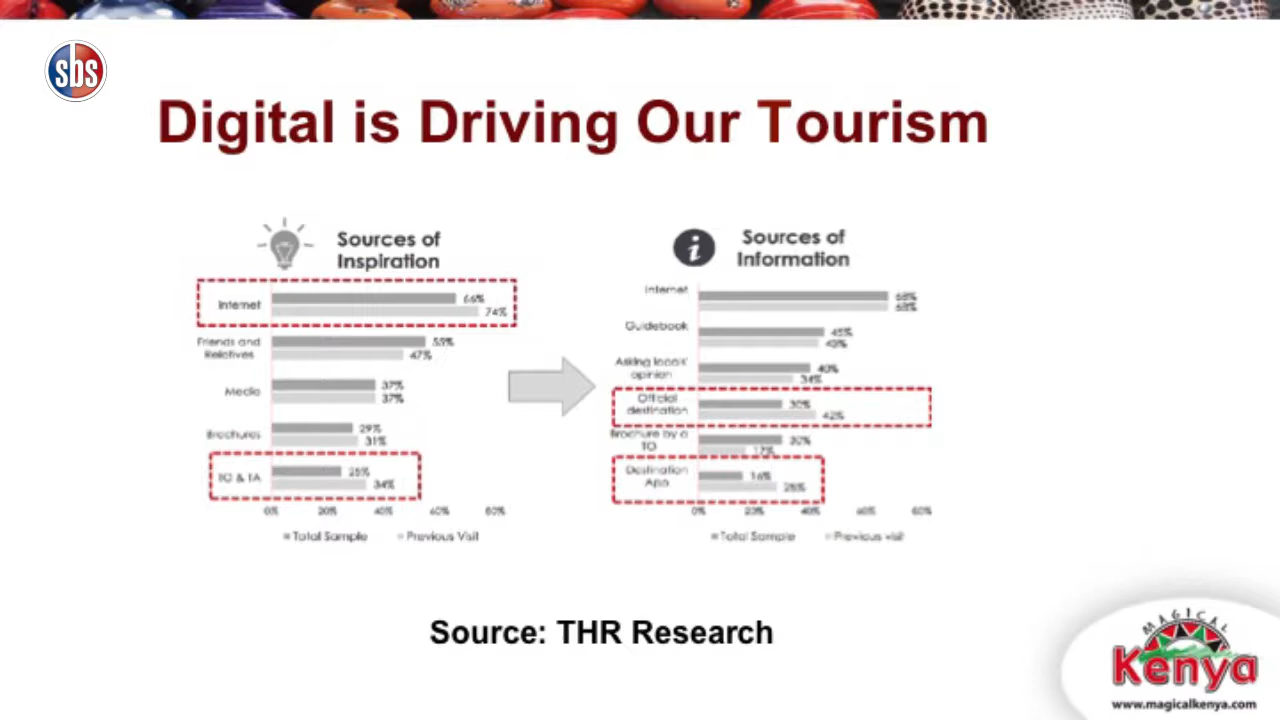 sbs
Digital is Driving Our Tourism
Sources of
Inspiration
Internet
66%
74%
Friends and
Relatives
55%
47%
Media
37%
37%
Brochures
29%
31%
TO & TA
25%
34%
0%
20%
40%
60%
80%
Total Sample
Previous Visit
Sources of
Information
Internet
68%
68%
Guidebook
45%
43%
Asking locals'
opinion
40%
34%
Official
destination
30%
42%
Brochure by a
TO
30%
17%
Destination
App
16%
28%
0%
20%
40%
60%
80%
Total Sample
Previous visit
Source: THR Research
MAGICAL
Kenya
www.magicalkenya.com